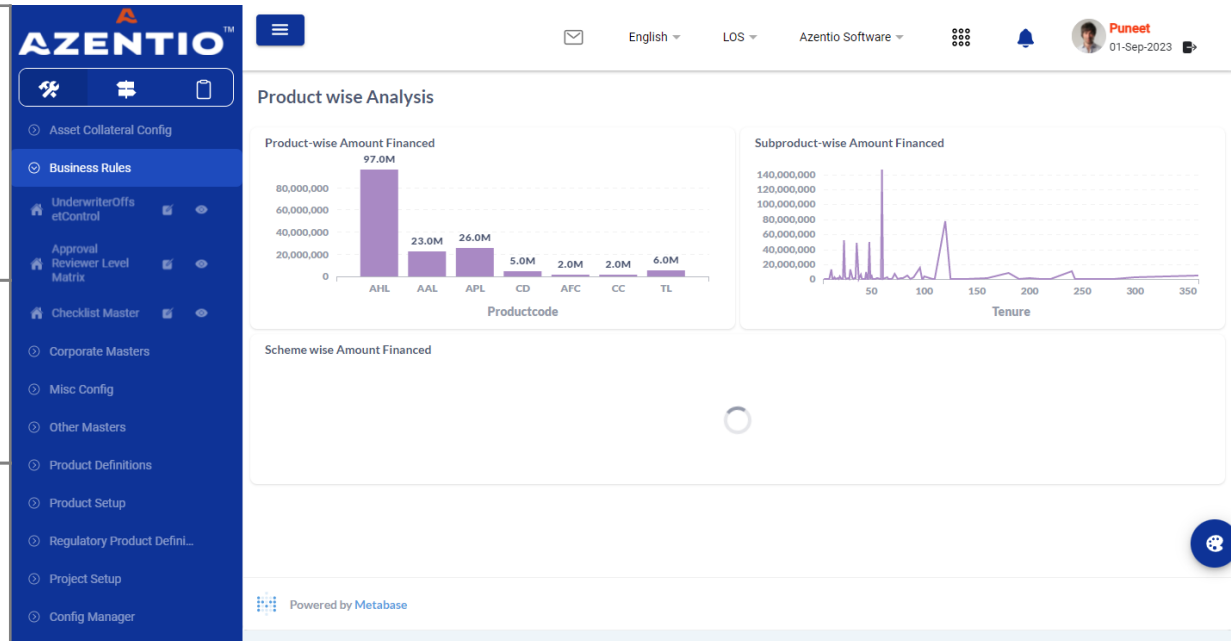 AZENTIO™
English
LOS
Azentio Software
Puneet
01-Sep-2023
Asset Collateral Config
Business Rules
UnderwriterOffs
etControl
Approval
Reviewer Level
Matrix
Checklist Master
Corporate Masters
Misc Config
Other Masters
Product Definitions
Product Setup
Regulatory Product Defini...
Project Setup
Config Manager
Product wise Analysis
Product-wise Amount Financed
97.0M
80,000,000
60,000,000
40,000,000
20,000,000
0
23.0M
26.0M
5.0M
2.0M
2.0M
6.0M
AHL
AAL
APL
CD
AFC
CC
TL
Productcode
Subproduct-wise Amount Financed
140,000,000
120,000,000
100,000,000
80,000,000
60,000,000
40,000,000
20,000,000
0
50
100
150
200
250
300
350
Tenure
Scheme wise Amount Financed
Powered by Metabase